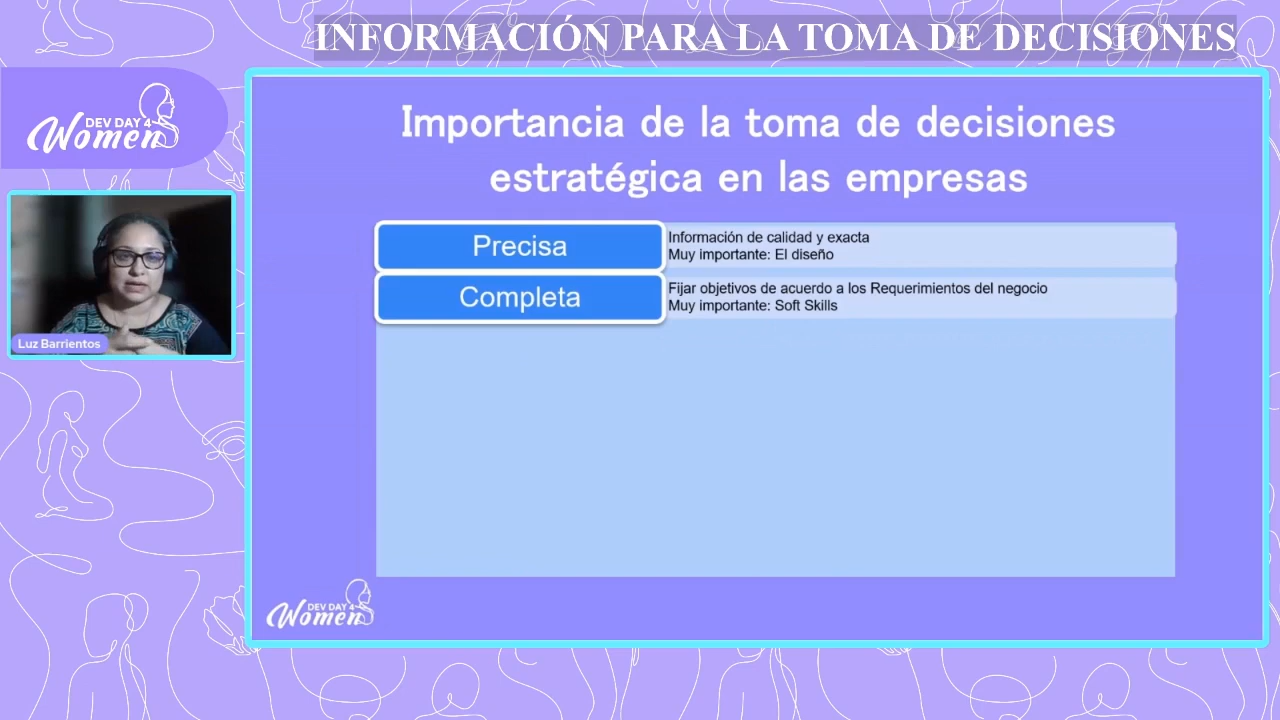 INFORMACIÓN PARA LA TOMA DE DECISIONES
DEV DAY 4
Women
Luz Barrientos
Importancia de la toma de decisiones
estratégica en las empresas
Precisa
Información de calidad y exacta
Muy importante: El diseño
Completa
Fijar objetivos de acuerdo a los Requerimientos del negocio
Muy importante: Soft Skills
DEV DAY 4
Women